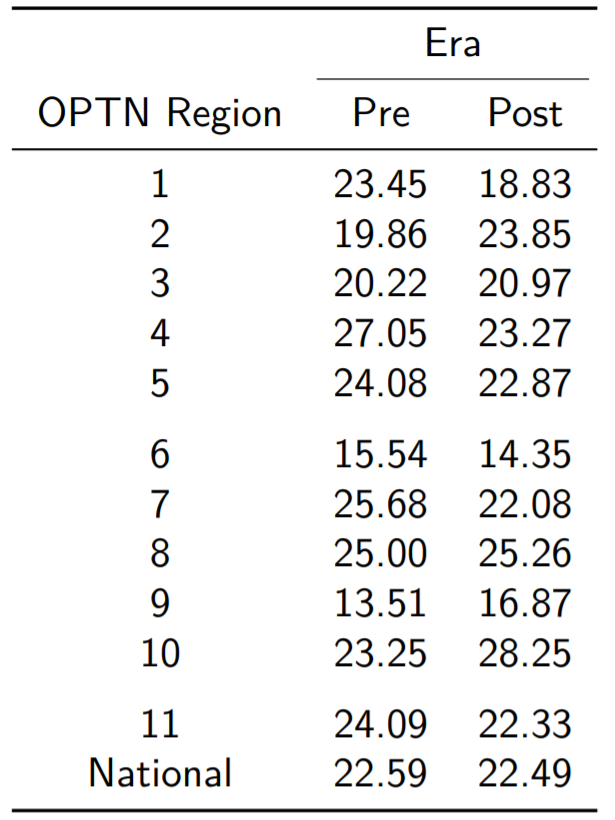 Era
OPTN Region Pre Post
1 23.45 18.83
2 19.86 23.85
3 20.22 20.97
4 27.05 23.27
5 24.08 22.87
6 15.54 14.35
7 25.68 22.08
8 25.00 25.26
9 13.51 16.87
10 23.25 28.25
11 24.09 22.33
National 22.59 22.49